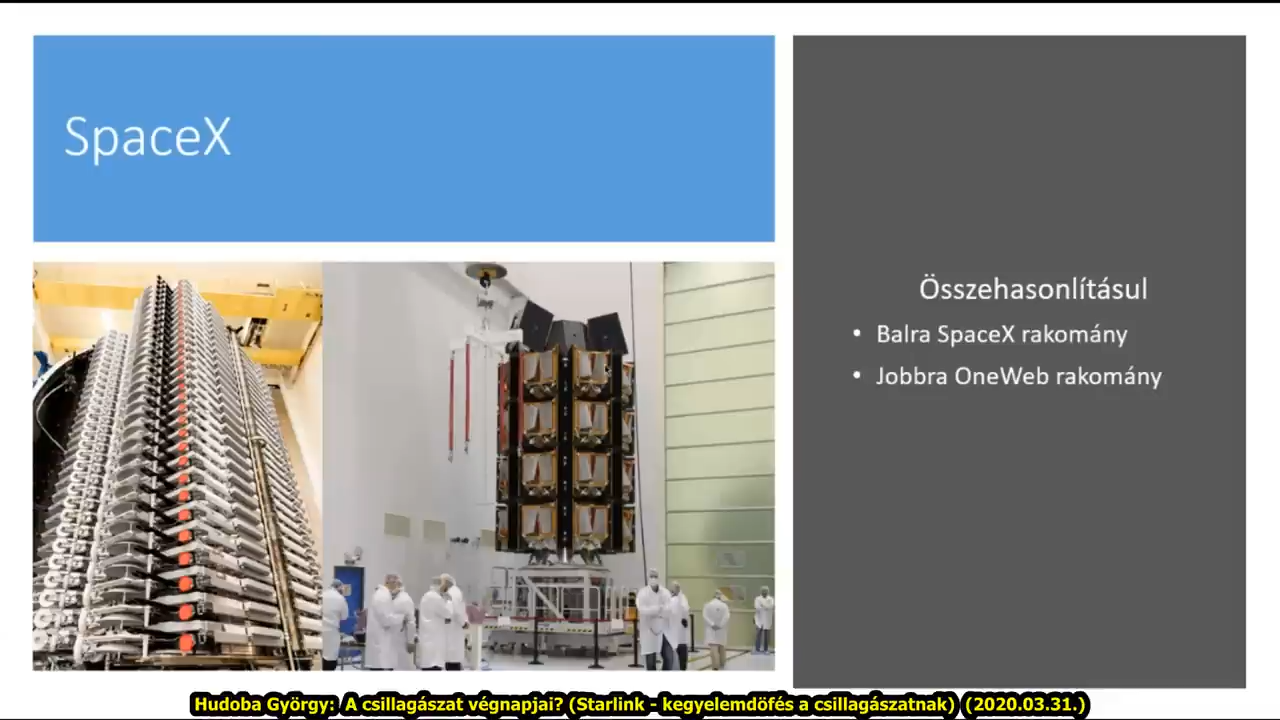 SpaceX
Összehasonlításul
• Balra SpaceX rakomány
• Jobbra OneWeb rakomány
Hudoba György: A csillagászat végnapjai? (Starlink - kegyelemdöfés a csillagászatnak) (2020.03.31.)